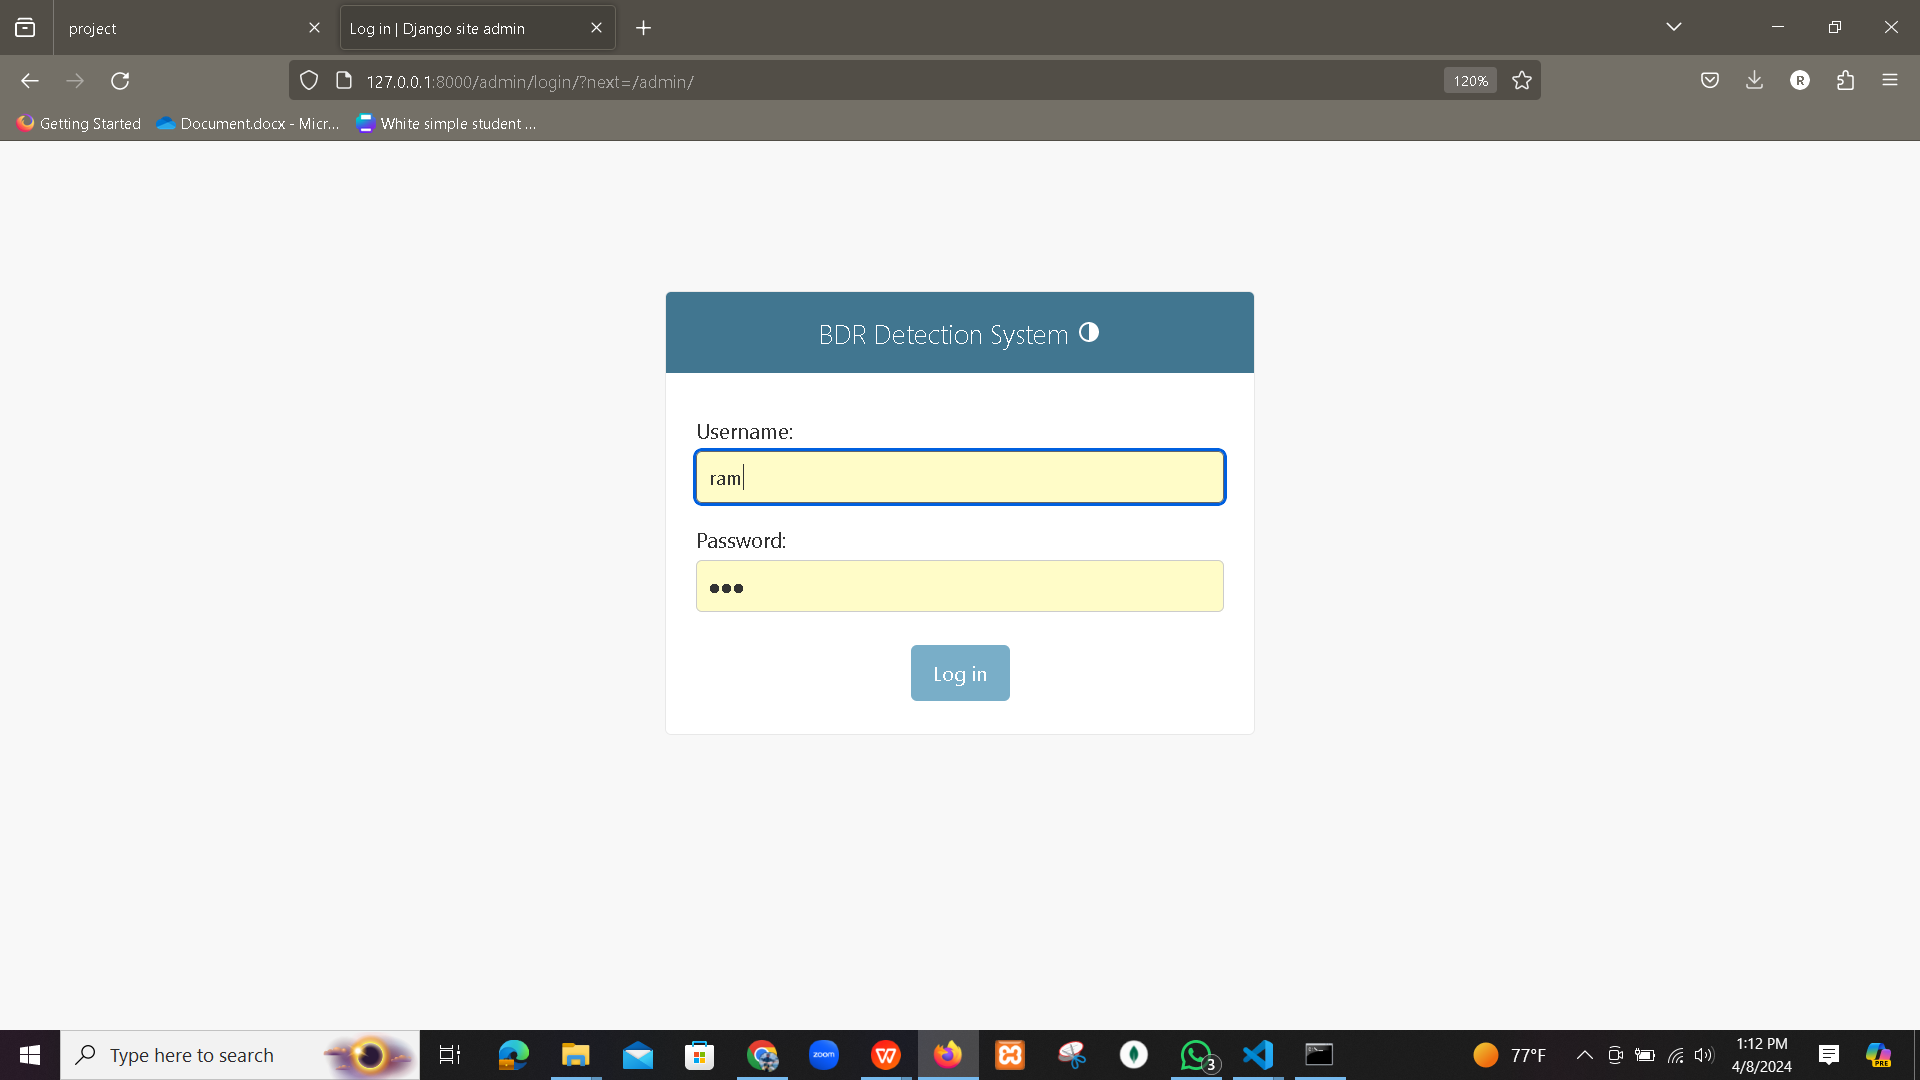 project
Log in | Django site admin
127.0.0.1:8000/admin/login/?next=/admin/
120%
R
Getting Started
Document.docx - Micr...
White simple student ...
BDR Detection System
Username:
ram
Password:
Log in
Type here to search
zoom
W
3
77°F
1:12 PM
4/8/2024
PRE